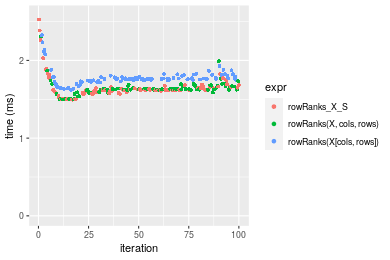 2
1
0
time (ms)
0
25
50
75
100
iteration
expr
rowRanks_X_S
rowRanks(X, cols, rows)
rowRanks(X[cols, rows])